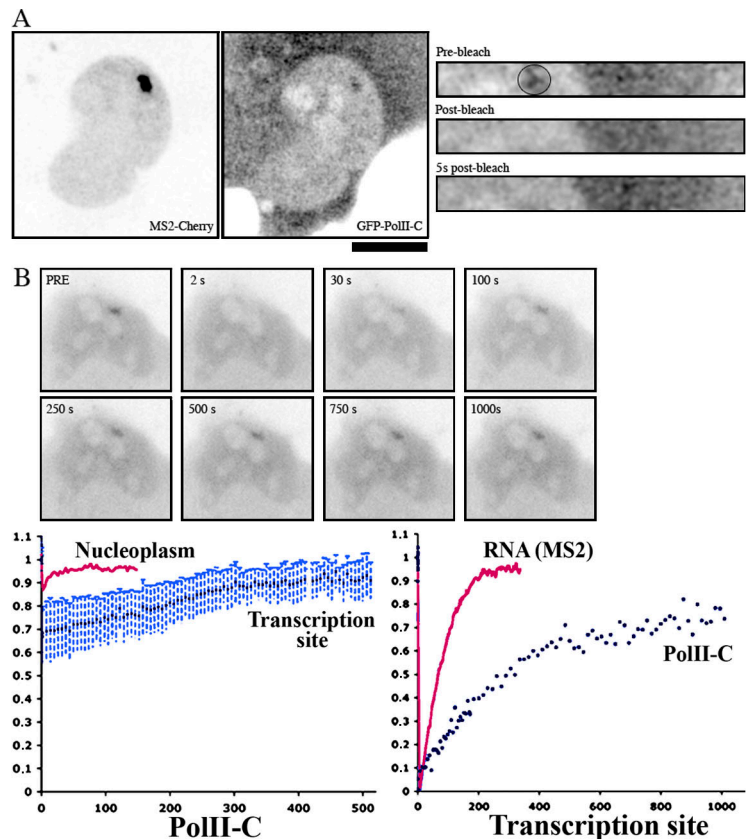 A
MS2-Cherry
GFP-PolII-C
Pre-bleach
Post-bleach
5s post-bleach
B
PRE
2 s
30 s
100 s
250 s
500 s
750 s
1000s
1.1
1
0.9
0.8
0.7
0.6
0.5
0.4
0.3
0.2
0.1
0
Nucleoplasm
Transcription
site
0 100 200 300 400 500
PolII-C
1.1
1
0.9
0.8
0.7
0.6
0.5
0.4
0.3
0.2
0.1
0
RNA (MS2)
PolII-C
0 200 400 600 800 1000
Transcription site